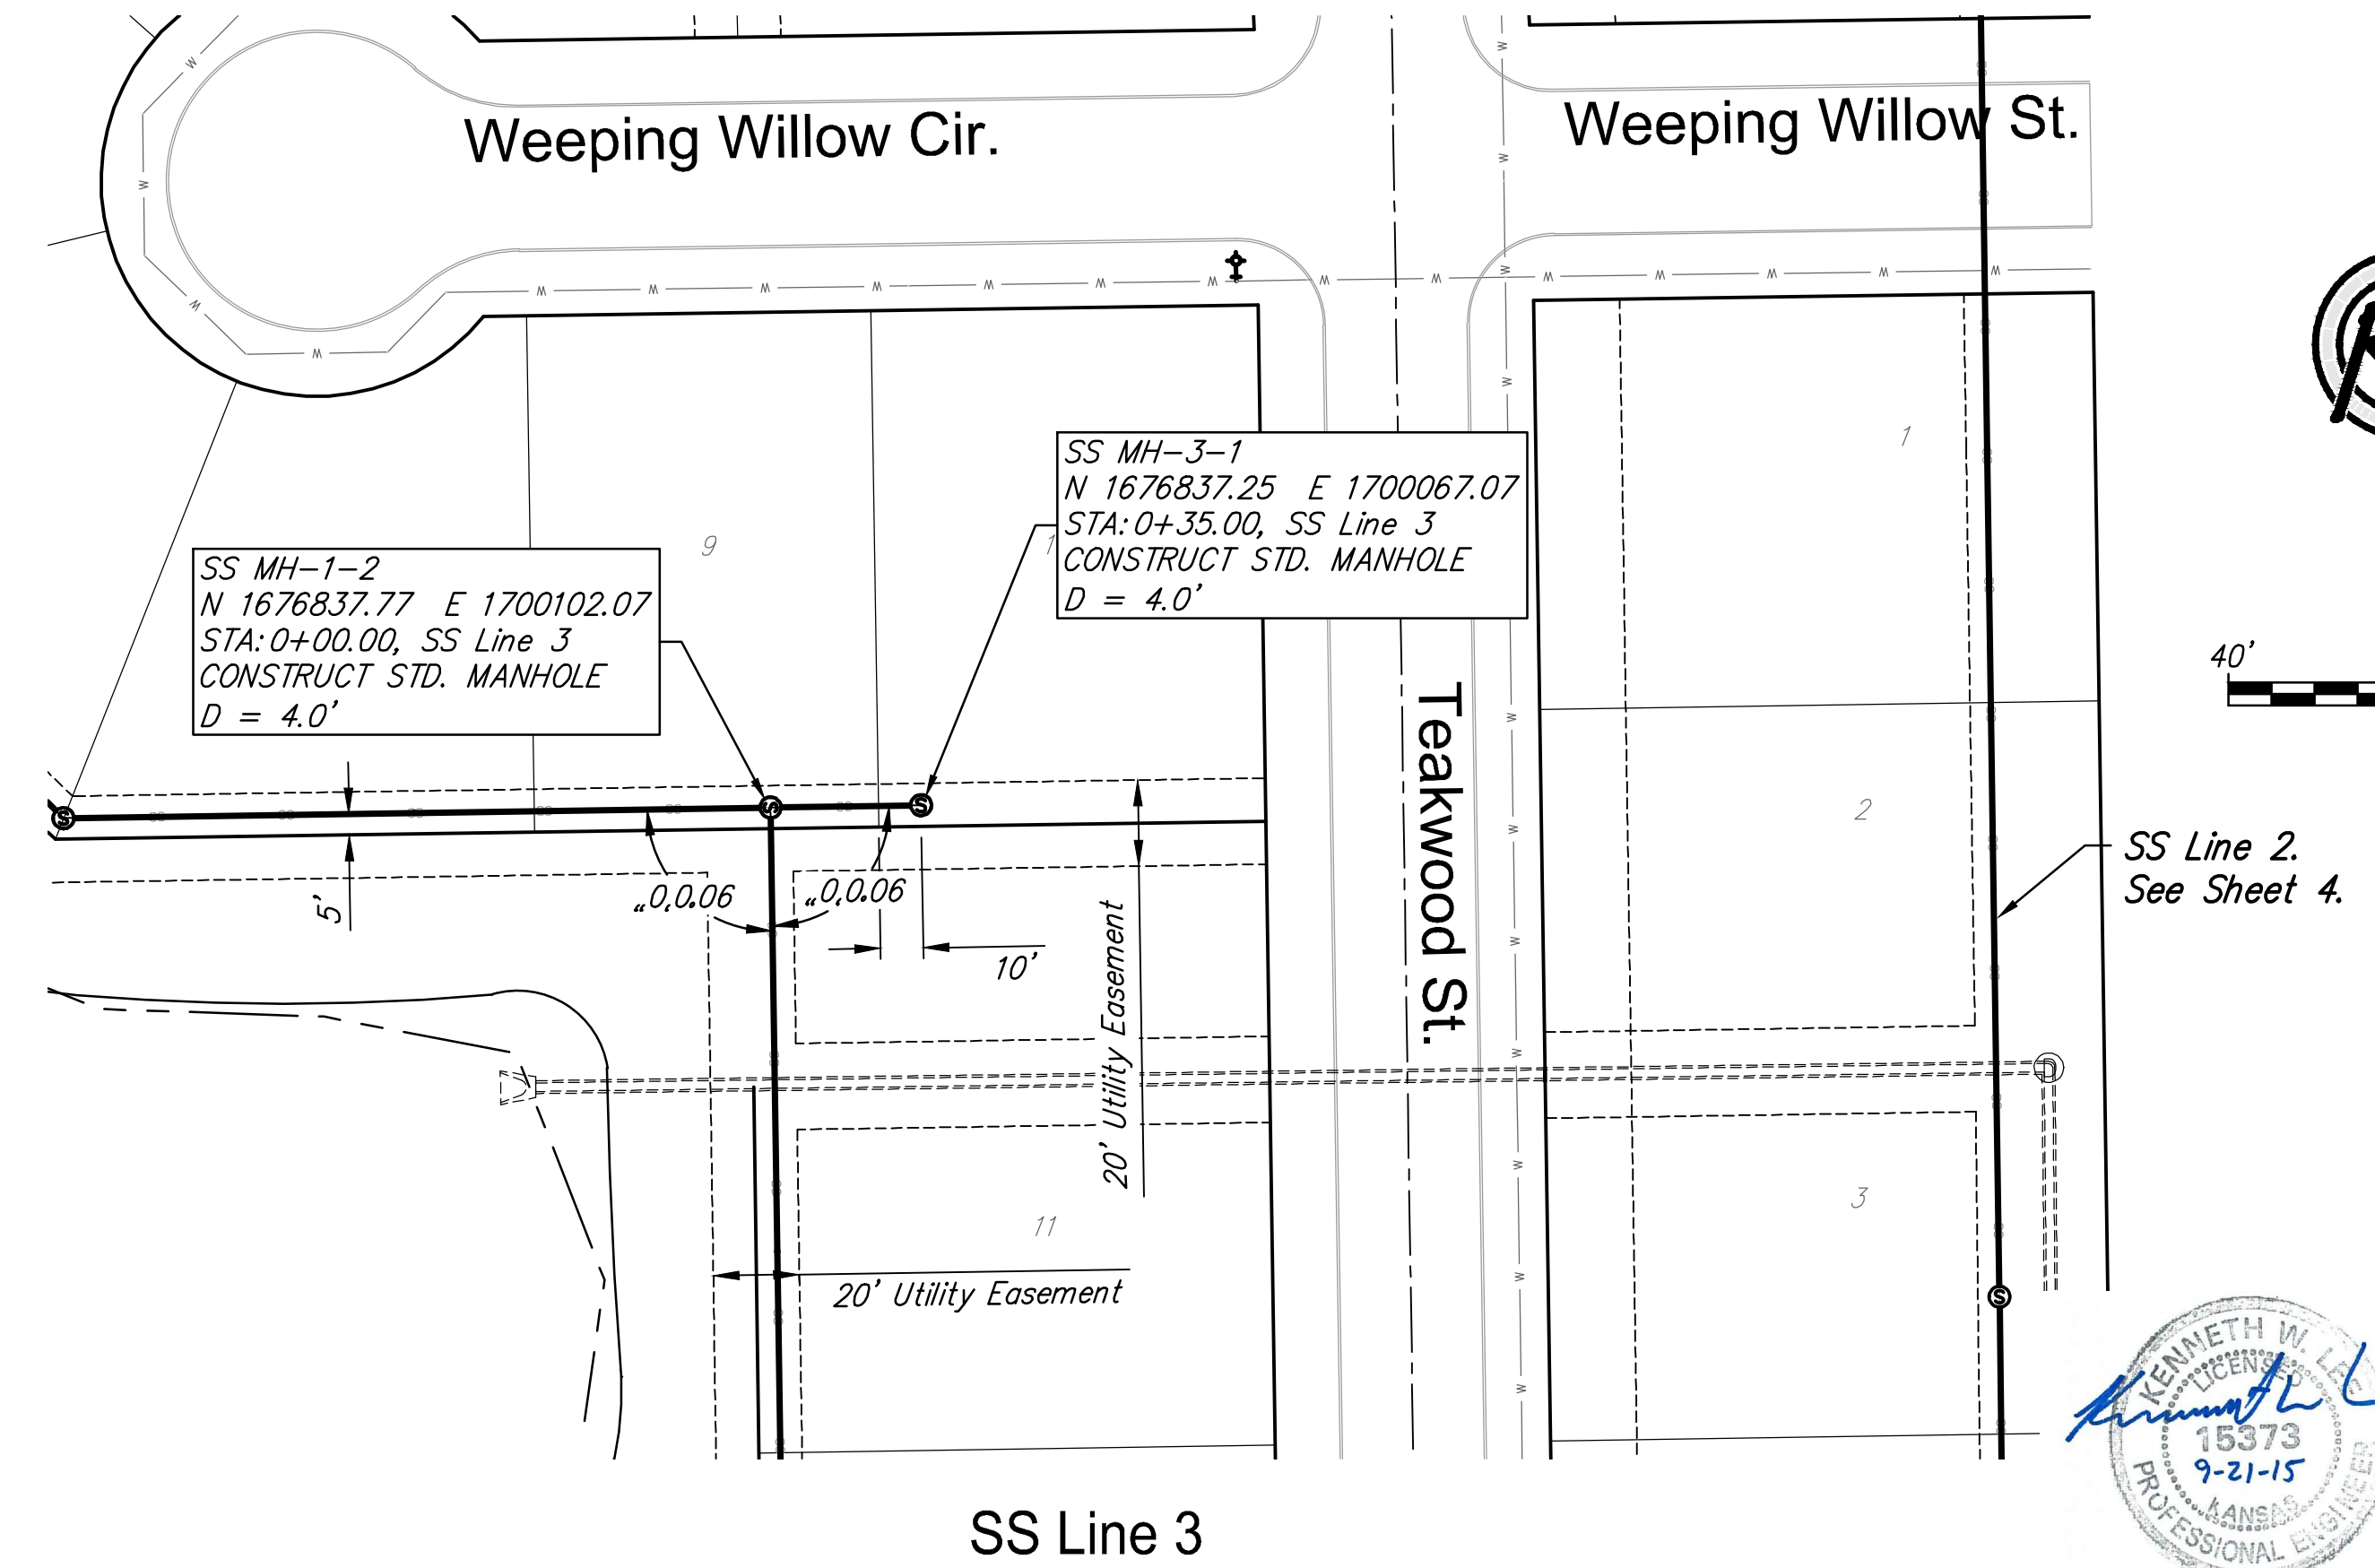 Weeping Willow Cir.
Weeping Willow St.
SS MH-3-1
N 1676837.25 E 1700067.07
STA: 0+35.00, SS Line 3
CONSTRUCT STD. MANHOLE
D = 4.0'
1
9
1
SS MH-1-2
N 1676837.77 E 1700102.07
STA: 0+00.00, SS Line 3
CONSTRUCT STD. MANHOLE
D = 4.0'
40'
Teakwood St.
2
SS Line 2.
See Sheet 4.
5'
90°0'0"
90°0'0"
10'
20' Utility Easement
11
3
20' Utility Easement
KENNETH W. LEE
LICENSED
15373
9-21-15
KANSAS
PROFESSIONAL ENGINEER
SS Line 3